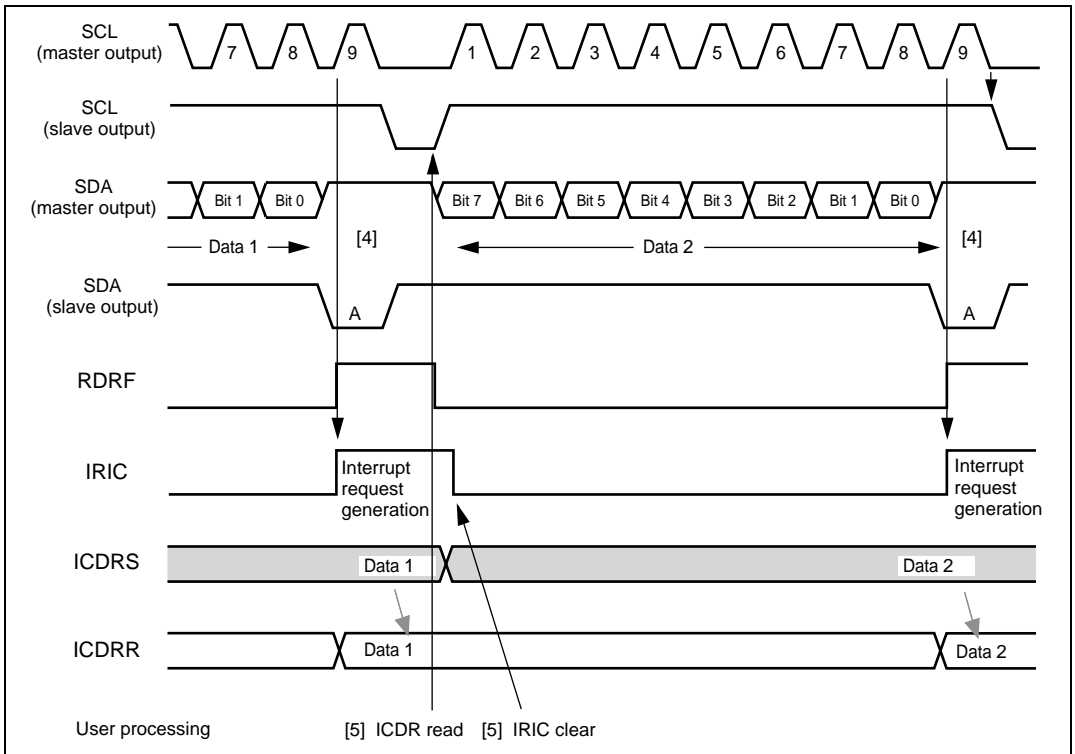 SCL
(master output)
7 8 9 1 2 3 4 5 6 7 8 9
SCL
(slave output)
SDA
(master output)
Bit 1 Bit 0 Bit 7 Bit 6 Bit 5 Bit 4 Bit 3 Bit 2 Bit 1 Bit 0
Data 1 [4] Data 2 [4]
SDA
(slave output)
A A
RDRF
IRIC
Interrupt
request
generation
Interrupt
request
generation
ICDRS
Data 1 Data 2
ICDRR
Data 1 Data 2
User processing [5] ICDR read [5] IRIC clear